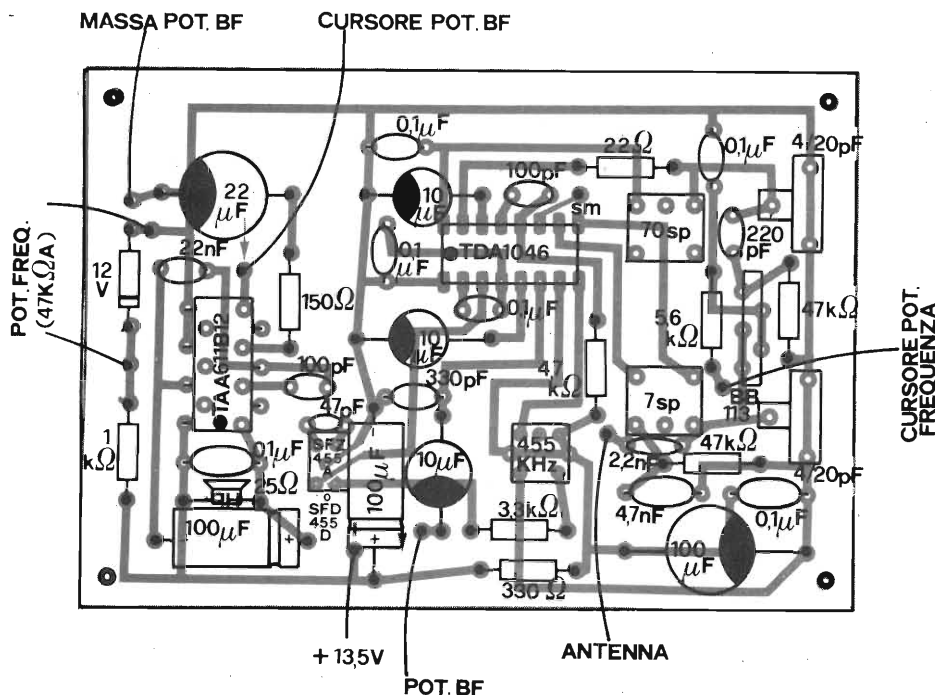 MASSA POT. BF
CURSORE POT. BF
0,1µF
22Ω
0,1µF
4/20pF
100pF
22
µF
10
µF
sm
70sp
220
pF
POT. FREQ.
(47KΩA)
22nF
0,1
µF
TDA1046
12
V
150Ω
0,1µF
5,6
kΩ
47kΩ
TAA611B12
10
µF
4,7
kΩ
CURSORE POT.
FREQUENZA
100pF
330pF
7sp
BB
113
47pF
1
kΩ
0,1µF
SFZ
455
A
10µF
455
KHz
2,2nF
47kΩ
4/20pF
25Ω
100µF
o
SFD
455
D
100µF
+
+
3,3kΩ
4,7nF
0,1µF
100
µF
330Ω
+13,5V
ANTENNA
POT. BF